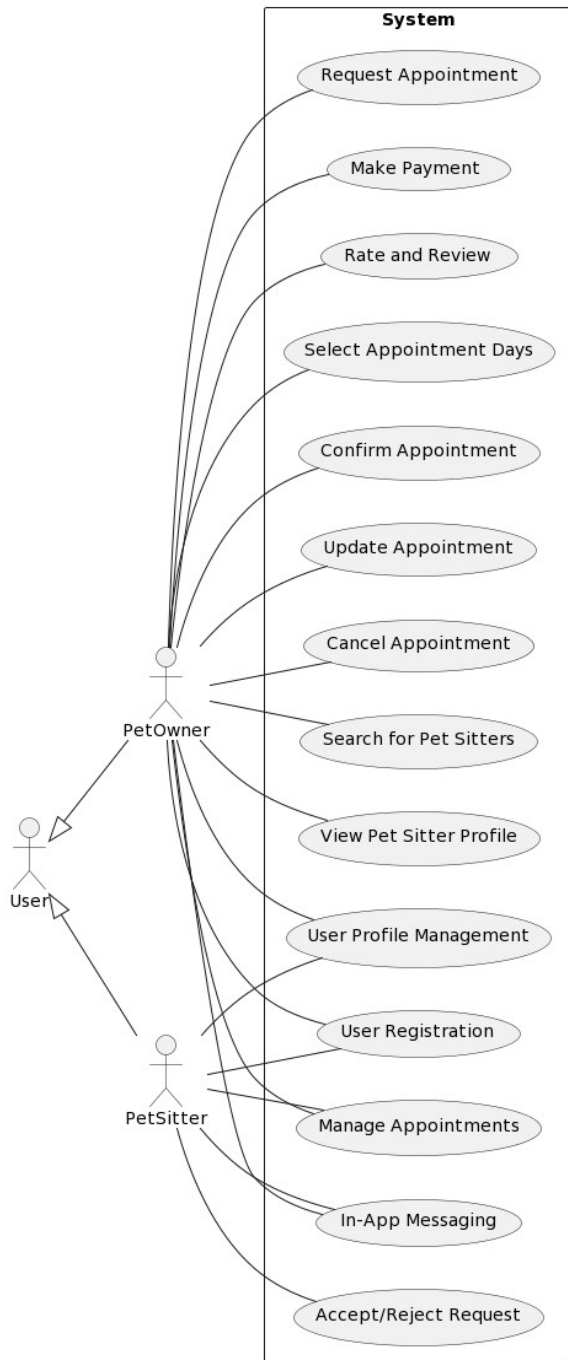 System
Request Appointment
Make Payment
Rate and Review
Select Appointment Days
Confirm Appointment
Update Appointment
Cancel Appointment
PetOwner
Search for Pet Sitters
View Pet Sitter Profile
User
User Profile Management
User Registration
PetSitter
Manage Appointments
In-App Messaging
Accept/Reject Request